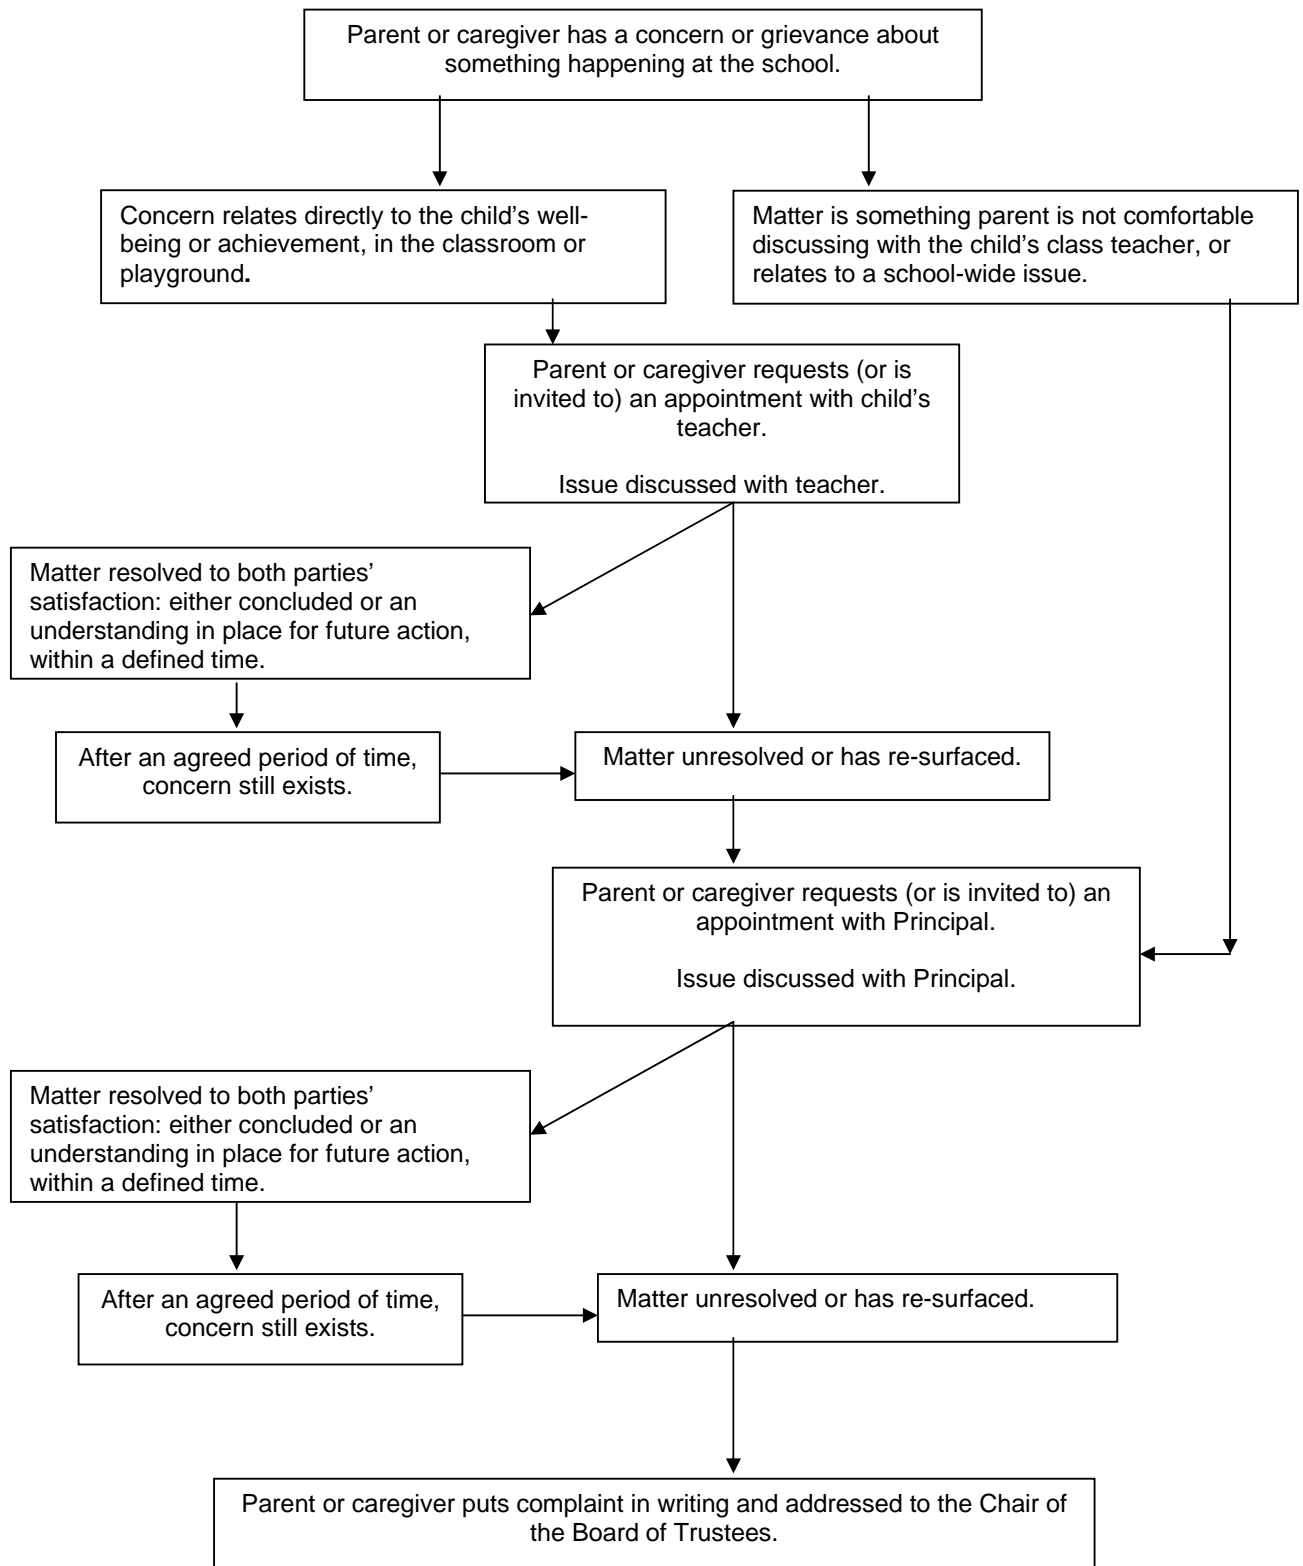 Parent or caregiver has a concern or grievance about
something happening at the school.
Concern relates directly to the child’s well-
being or achievement, in the classroom or
playground.
Matter is something parent is not comfortable
discussing with the child’s class teacher, or
relates to a school-wide issue.
Parent or caregiver requests (or is
invited to) an appointment with child’s
teacher.
Issue discussed with teacher.
Matter resolved to both parties’
satisfaction: either concluded or an
understanding in place for future action,
within a defined time.
After an agreed period of time,
concern still exists.
Matter unresolved or has re-surfaced.
Parent or caregiver requests (or is invited to) an
appointment with Principal.
Issue discussed with Principal.
Matter resolved to both parties’
satisfaction: either concluded or an
understanding in place for future action,
within a defined time.
After an agreed period of time,
concern still exists.
Matter unresolved or has re-surfaced.
Parent or caregiver puts complaint in writing and addressed to the Chair of
the Board of Trustees.